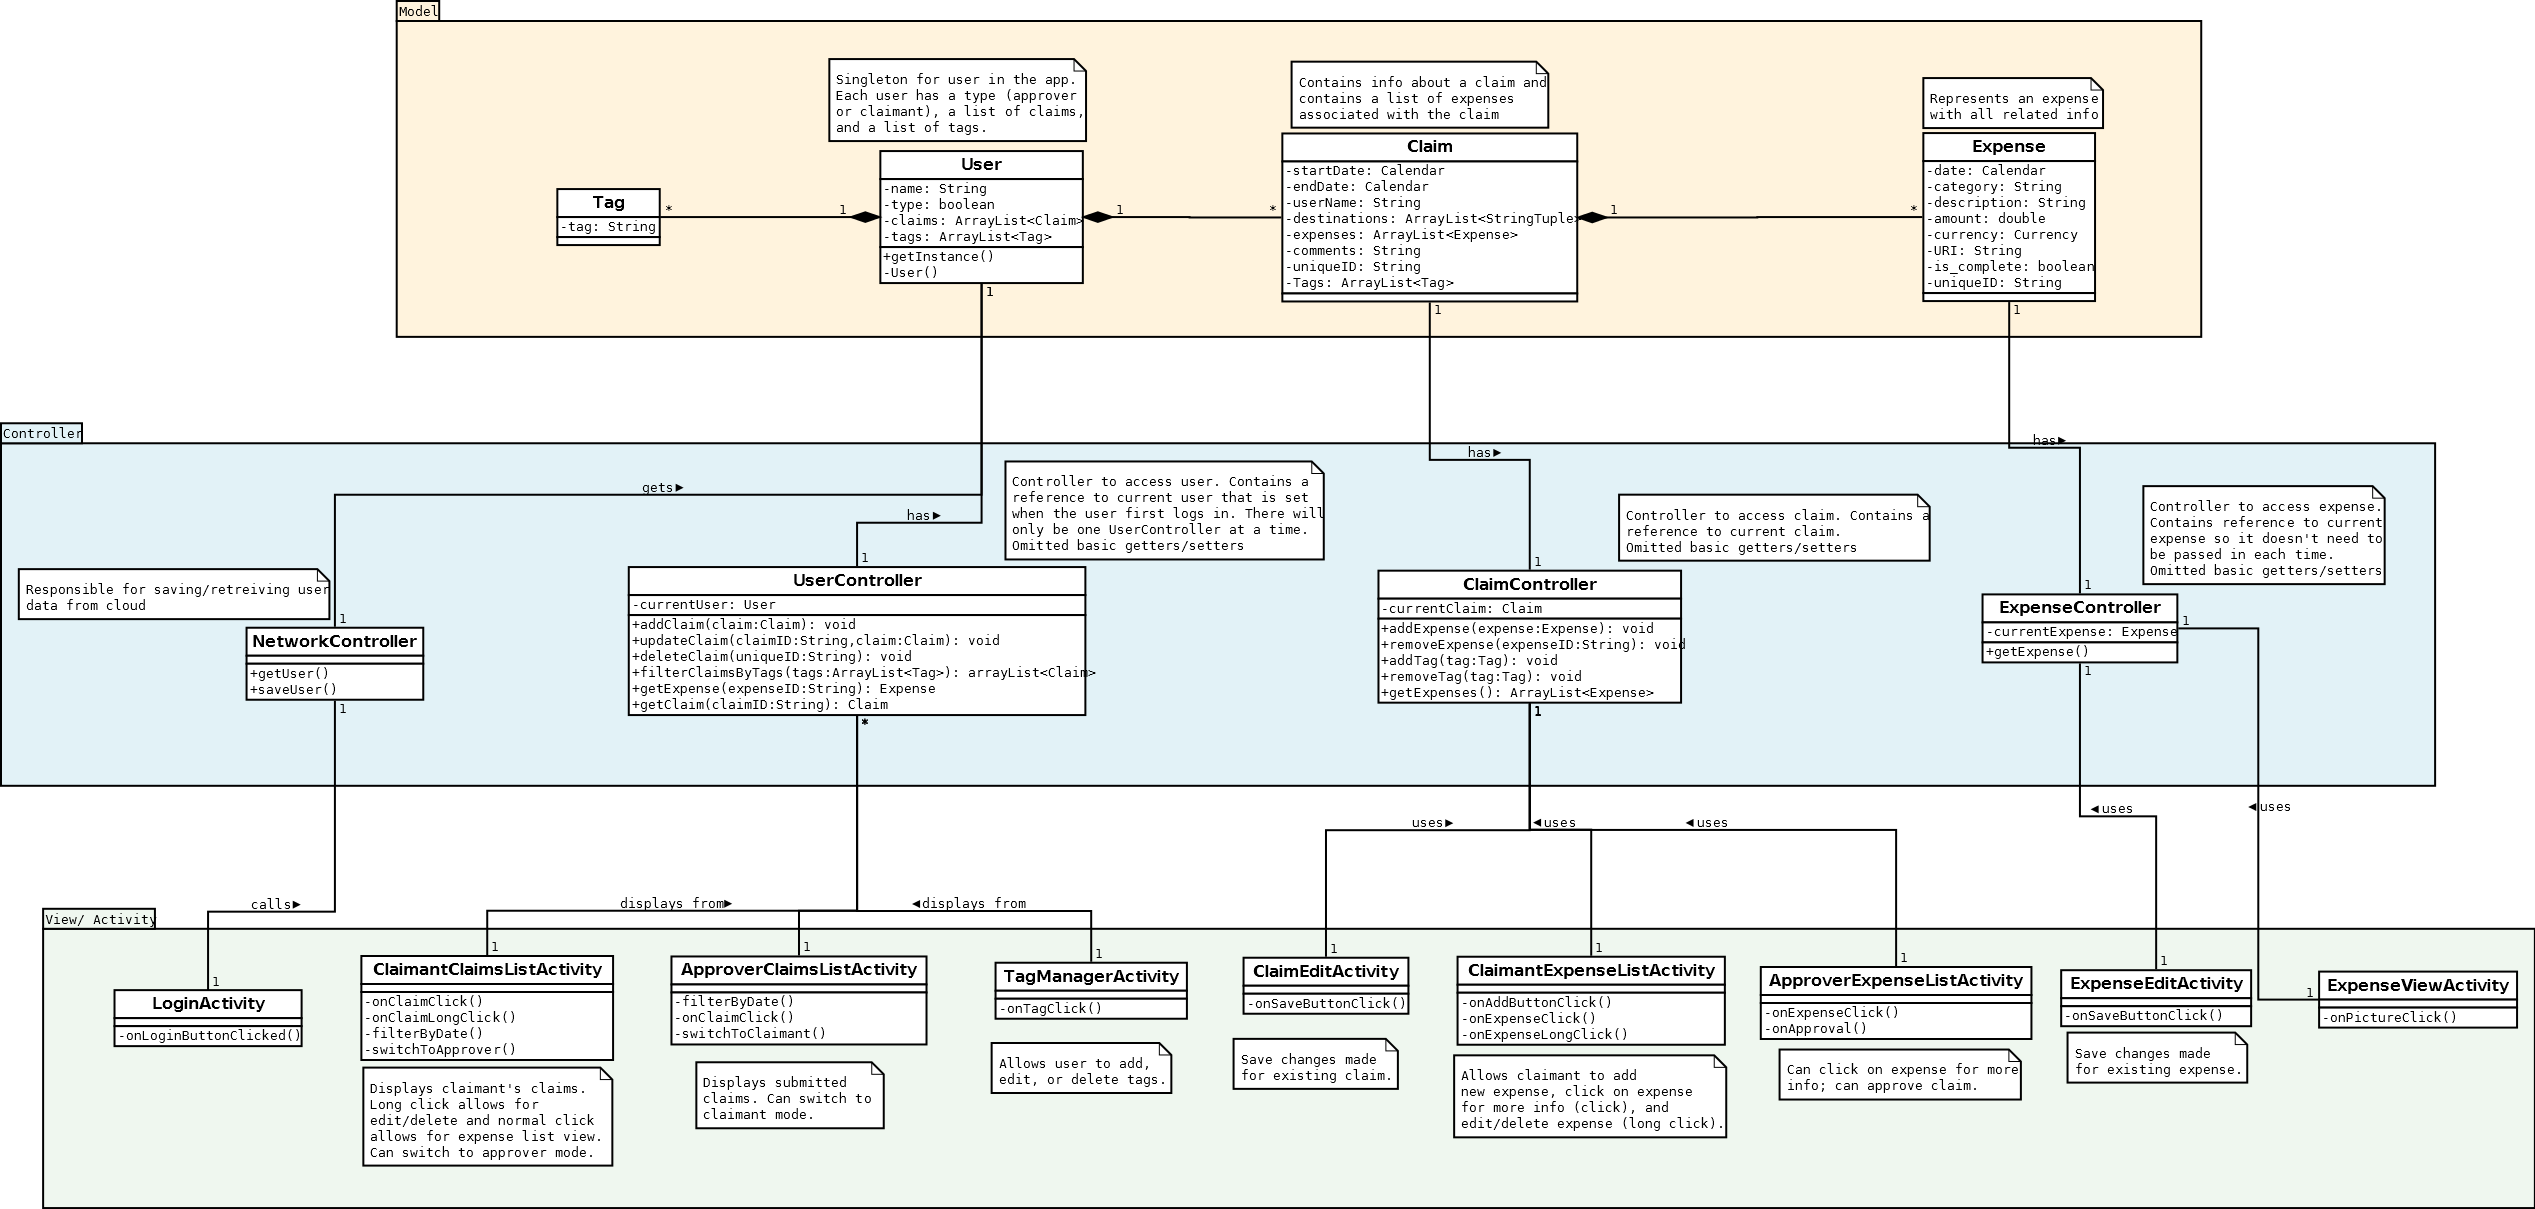 Model
Singleton for user in the app.
Each user has a type (approver
or claimant), a list of claims,
and a list of tags.
Contains info about a claim and
contains a list of expenses
associated with the claim
Represents an expense
with all related info
Tag
-tag: String
*
1
User
-name: String
-type: boolean
-claims: ArrayList<Claim>
-tags: ArrayList<Tag>
+getInstance()
-User()
1
*
1
Claim
-startDate: Calendar
-endDate: Calendar
-userName: String
-destinations: ArrayList<StringTuple>
-expenses: ArrayList<Expense>
-comments: String
-uniqueID: String
-Tags: ArrayList<Tag>
1
*
1
Expense
-date: Calendar
-category: String
-description: String
-amount: double
-currency: Currency
-URI: String
-is_complete: boolean
-uniqueID: String
1
Controller
gets►
has►
has►
has►
Controller to access user. Contains a
reference to current user that is set
when the user first logs in. There will
only be one UserController at a time.
Omitted basic getters/setters
Controller to access claim. Contains a
reference to current claim.
Omitted basic getters/setters
Controller to access expense.
Contains reference to current
expense so it doesn't need to
be passed in each time.
Omitted basic getters/setters
Responsible for saving/retreiving user
data from cloud
1
NetworkController
+getUser()
+saveUser()
1
1
UserController
-currentUser: User
+addClaim(claim:Claim): void
+updateClaim(claimID:String,claim:Claim): void
+deleteClaim(uniqueID:String): void
+filterClaimsByTags(tags:ArrayList<Tag>): arrayList<Claim>
+getExpense(expenseID:String): Expense
+getClaim(claimID:String): Claim
*
1
ClaimController
-currentClaim: Claim
+addExpense(expense:Expense): void
+removeExpense(expenseID:String): void
+addTag(tag:Tag): void
+removeTag(tag:Tag): void
+getExpenses(): ArrayList<Expense>
1
1
ExpenseController
-currentExpense: Expense
+getExpense()
1
1
calls►
displays from►
◄displays from
uses►
◄uses
◄uses
◄uses
◄uses
View/ Activity
1
LoginActivity
-onLoginButtonClicked()
1
ClaimantClaimsListActivity
-onClaimClick()
-onClaimLongClick()
-filterByDate()
-switchToApprover()
Displays claimant's claims.
Long click allows for
edit/delete and normal click
allows for expense list view.
Can switch to approver mode.
1
ApproverClaimsListActivity
-filterByDate()
-onClaimClick()
-switchToClaimant()
Displays submitted
claims. Can switch to
claimant mode.
1
TagManagerActivity
-onTagClick()
Allows user to add,
edit, or delete tags.
1
ClaimEditActivity
-onSaveButtonClick()
Save changes made
for existing claim.
1
ClaimantExpenseListActivity
-onAddButtonClick()
-onExpenseClick()
-onExpenseLongClick()
Allows claimant to add
new expense, click on expense
for more info (click), and
edit/delete expense (long click).
1
ApproverExpenseListActivity
-onExpenseClick()
-onApproval()
Can click on expense for more
info; can approve claim.
1
ExpenseEditActivity
-onSaveButtonClick()
Save changes made
for existing expense.
1
ExpenseViewActivity
-onPictureClick()